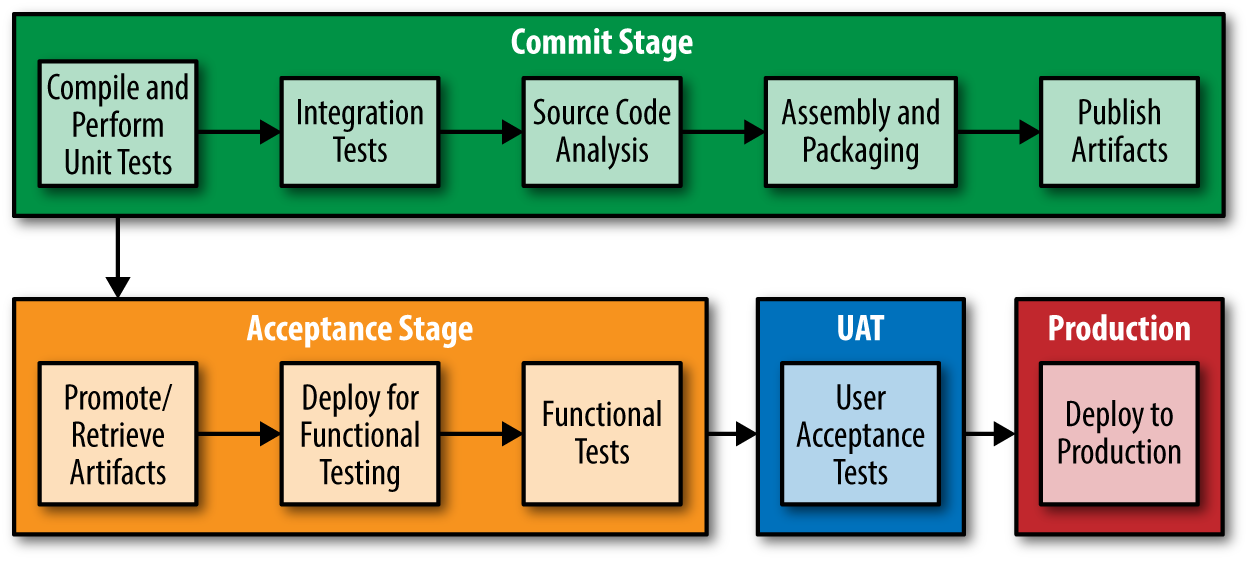 Commit Stage
Compile and
Perform
Unit Tests
Integration
Tests
Source Code
Analysis
Assembly and
Packaging
Publish
Artifacts
Acceptance Stage
Promote/
Retrieve
Artifacts
Deploy for
Functional
Testing
Functional
Tests
UAT
User
Acceptance
Tests
Production
Deploy to
Production